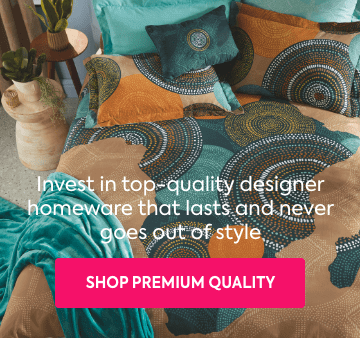 Invest in top-quality designer
homeware that lasts and never
goes out of style.
SHOP PREMIUM QUALITY